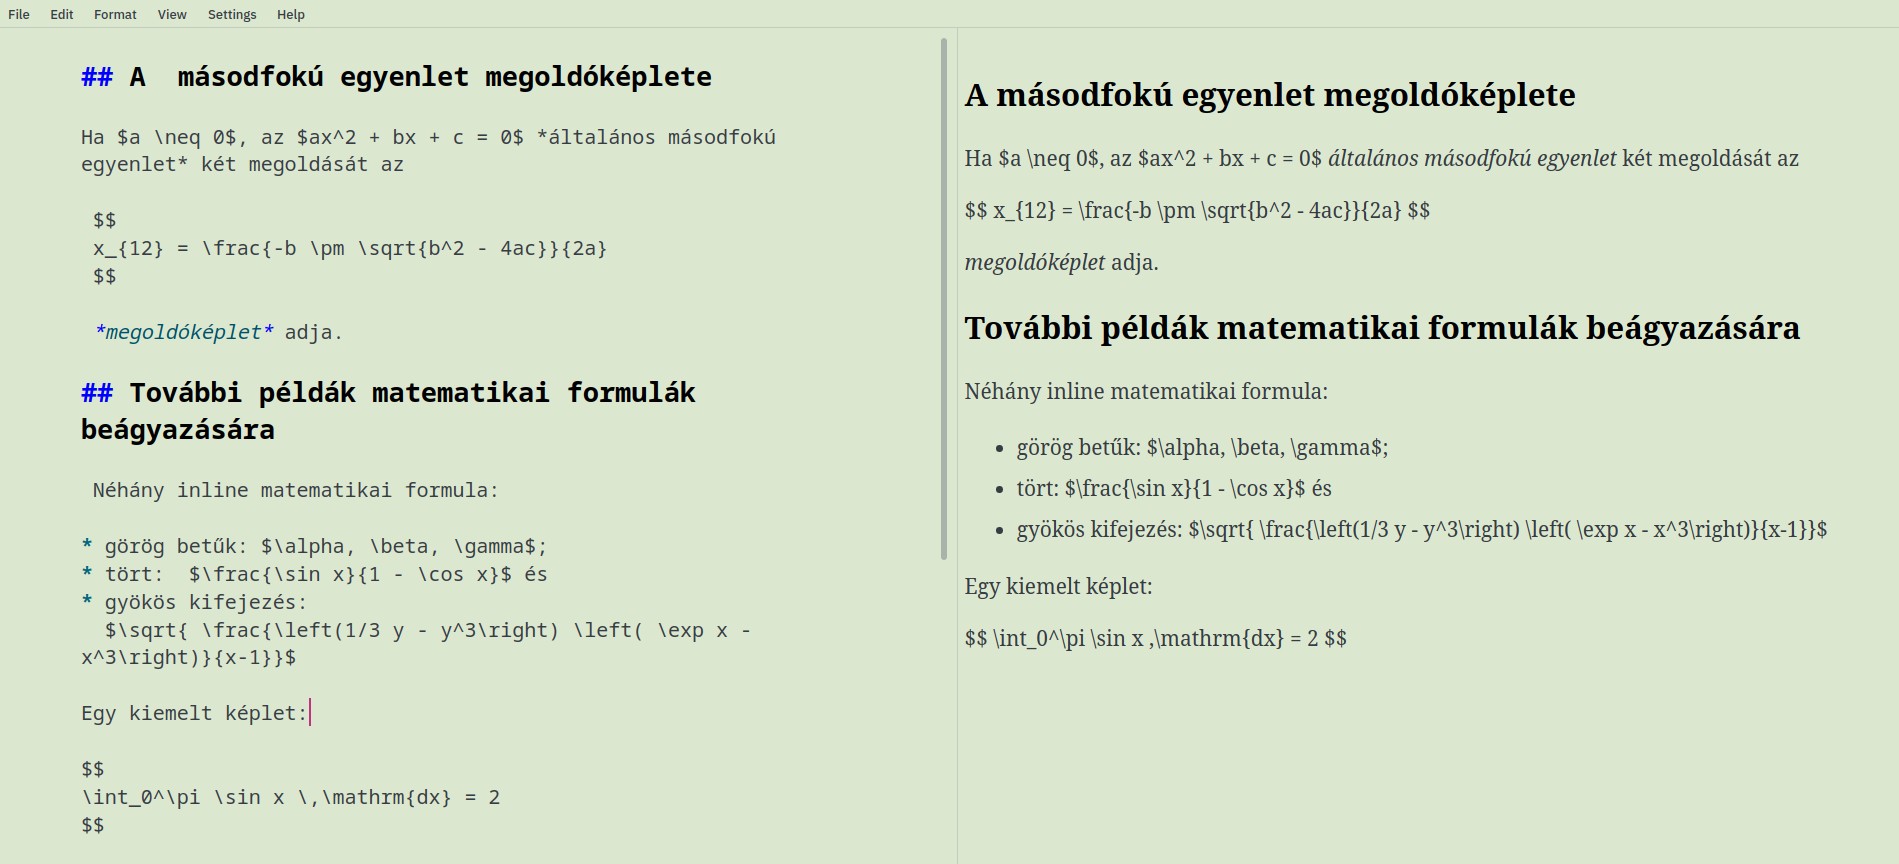 File Edit Format View Settings Help
## A  másodfokú egyenlet megoldóképlete
Ha $a \neq 0$, az $ax^2 + bx + c = 0$ *általános másodfokú
egyenlet* két megoldását az
$$
x_{12} = \frac{-b \pm \sqrt{b^2 - 4ac}}{2a}
$$
*megoldóképlet* adja.
## További példák matematikai formulák
beágyazására
Néhány inline matematikai formula:
* görög betűk: $\alpha, \beta, \gamma$;
* tört:  $\frac{\sin x}{1 - \cos x}$ és
* gyökös kifejezés:
$\sqrt{ \frac{\left(1/3 y - y^3\right) \left( \exp x -
x^3\right)}{x-1}}$
Egy kiemelt képlet:
$$
\int_0^\pi \sin x \,\mathrm{dx} = 2
$$
A másodfokú egyenlet megoldóképlete
Ha $a \neq 0$, az $ax^2 + bx + c = 0$ általános másodfokú egyenlet két megoldását az
$$ x_{12} = \frac{-b \pm \sqrt{b^2 - 4ac}}{2a} $$
megoldóképlet adja.
További példák matematikai formulák beágyazására
Néhány inline matematikai formula:
• görög betűk: $\alpha, \beta, \gamma$;
• tört: $\frac{\sin x}{1 - \cos x}$ és
• gyökös kifejezés: $\sqrt{ \frac{\left(1/3 y - y^3\right) \left( \exp x - x^3\right)}{x-1}}$
Egy kiemelt képlet:
$$ \int_0^\pi \sin x ,\mathrm{dx} = 2 $$